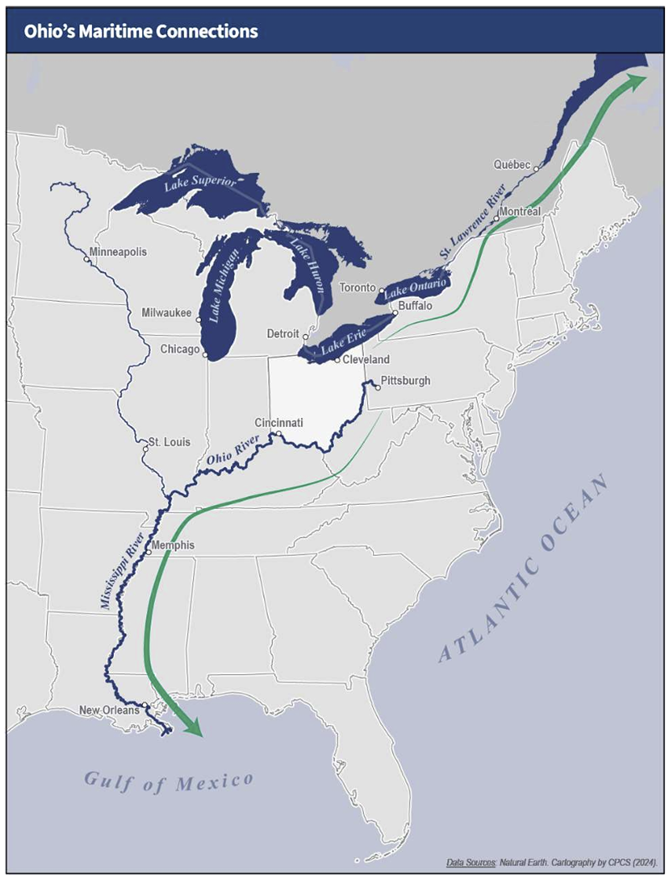 Ohio's Maritime Connections
Québec
Lake Superior
St. Lawrence River
Montréal
Minneapolis
Lake Michigan
Lake Huron
Toronto
Lake Ontario
Buffalo
Milwaukee
Detroit
Lake Erie
Chicago
Cleveland
Pittsburgh
Cincinnati
St. Louis
Ohio River
ATLANTIC OCEAN
Mississippi River
Memphis
New Orleans
Gulf of Mexico
Data Sources: Natural Earth. Cartography by CPCS (2024).